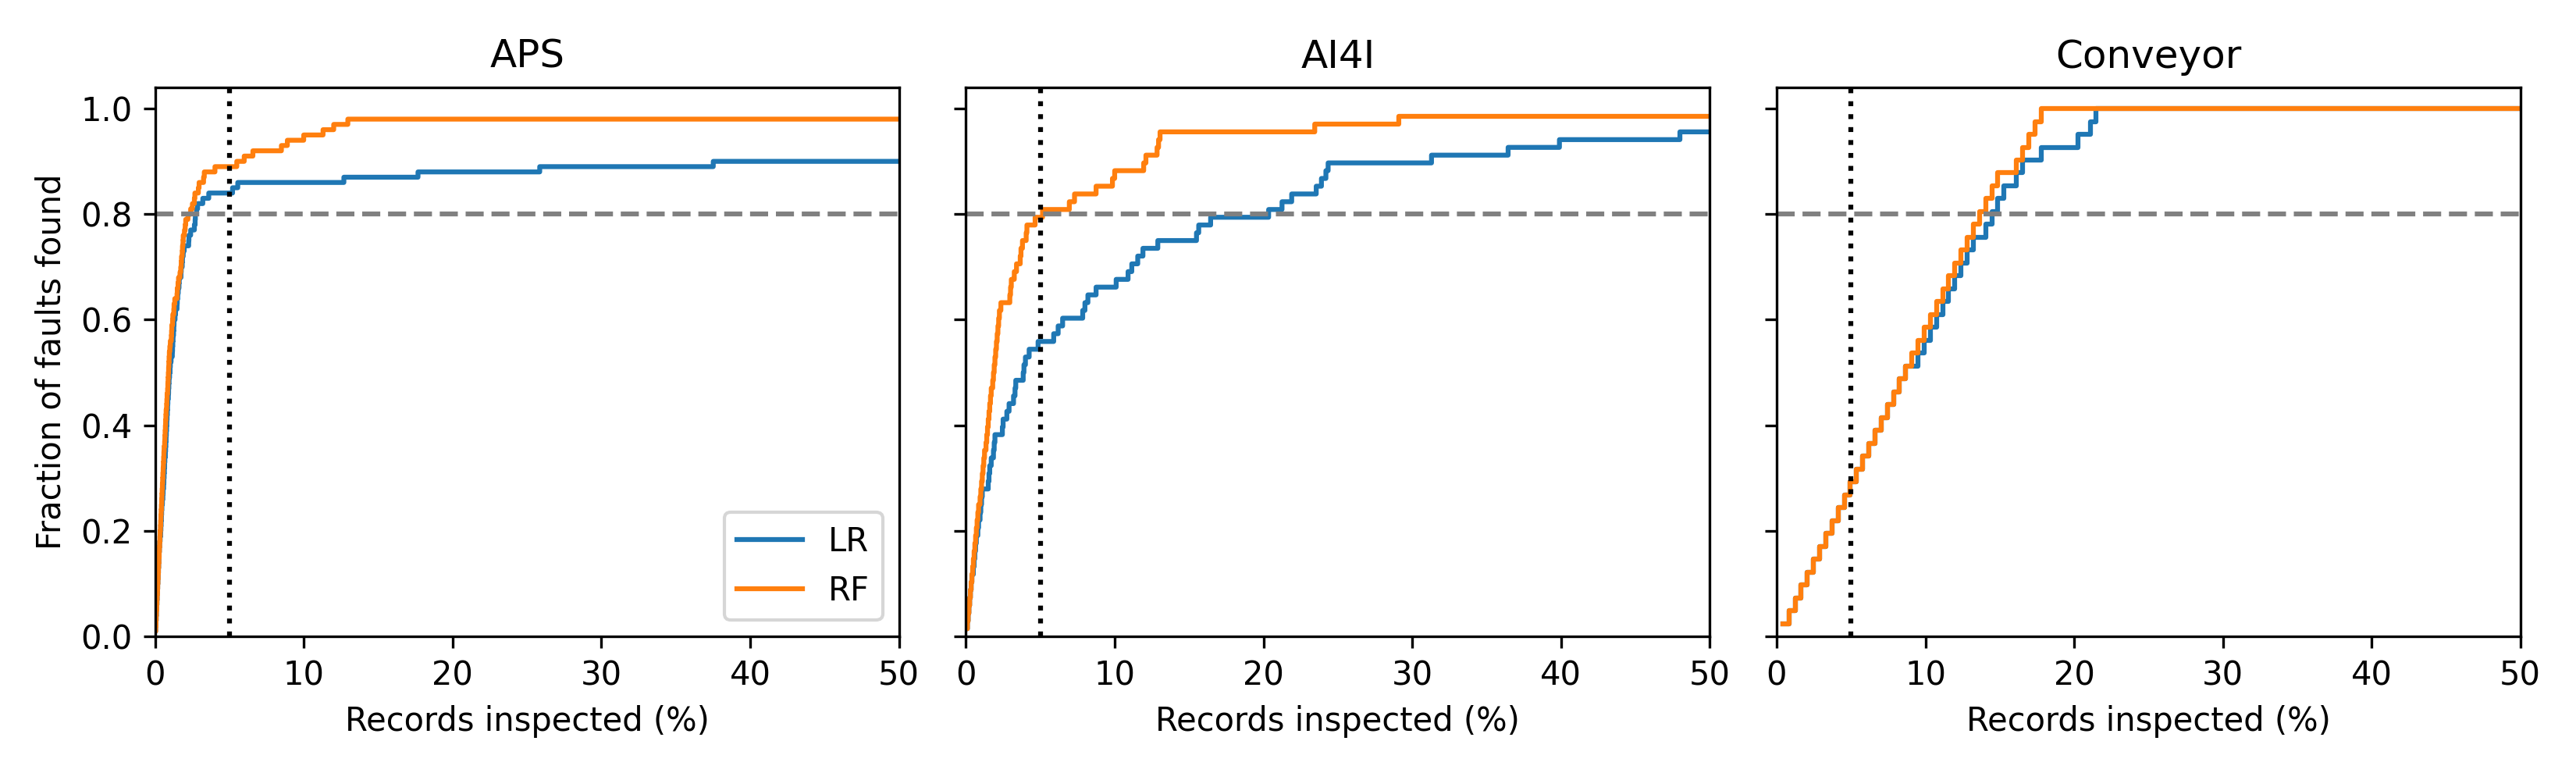 APS AI4I Conveyor
Fraction of faults found
1.0
0.8
0.6
0.4
0.2
0.0
LR
RF
0 10 20 30 40 50 0 10 20 30 40 50 0 10 20 30 40 50
Records inspected (%) Records inspected (%) Records inspected (%)